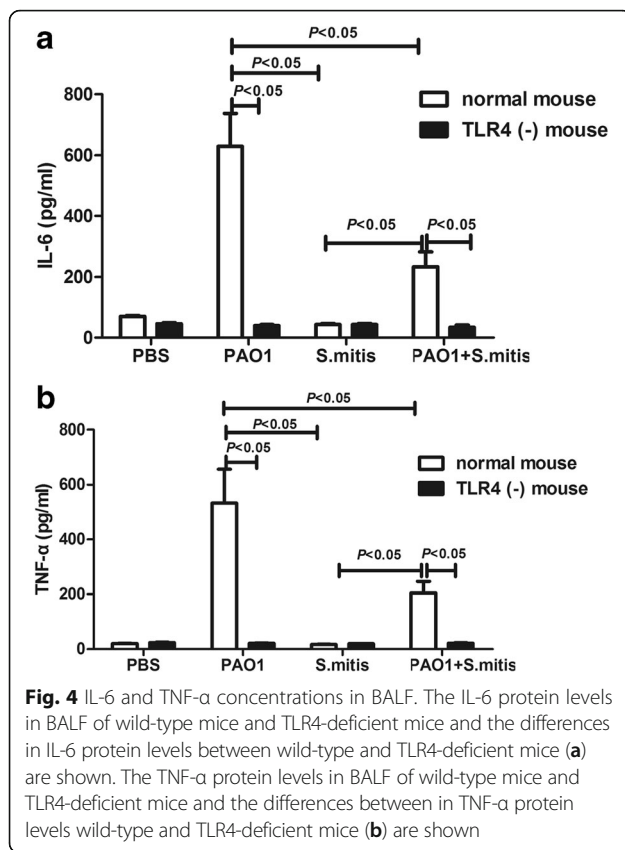 a
P<0.05
P<0.05
P<0.05
P<0.05
P<0.05
normal mouse
TLR4 (-) mouse
IL-6 (pg/ml)
800
600
400
200
0
PBS
PAO1
S.mitis
PAO1+S.mitis
b
P<0.05
P<0.05
P<0.05
P<0.05
P<0.05
normal mouse
TLR4 (-) mouse
TNF-α (pg/ml)
800
600
400
200
0
PBS
PAO1
S.mitis
PAO1+S.mitis
Fig. 4 IL-6 and TNF-α concentrations in BALF. The IL-6 protein levels
in BALF of wild-type mice and TLR4-deficient mice and the differences
in IL-6 protein levels between wild-type and TLR4-deficient mice (a)
are shown. The TNF-α protein levels in BALF of wild-type mice and
TLR4-deficient mice and the differences between in TNF-α protein
levels wild-type and TLR4-deficient mice (b) are shown